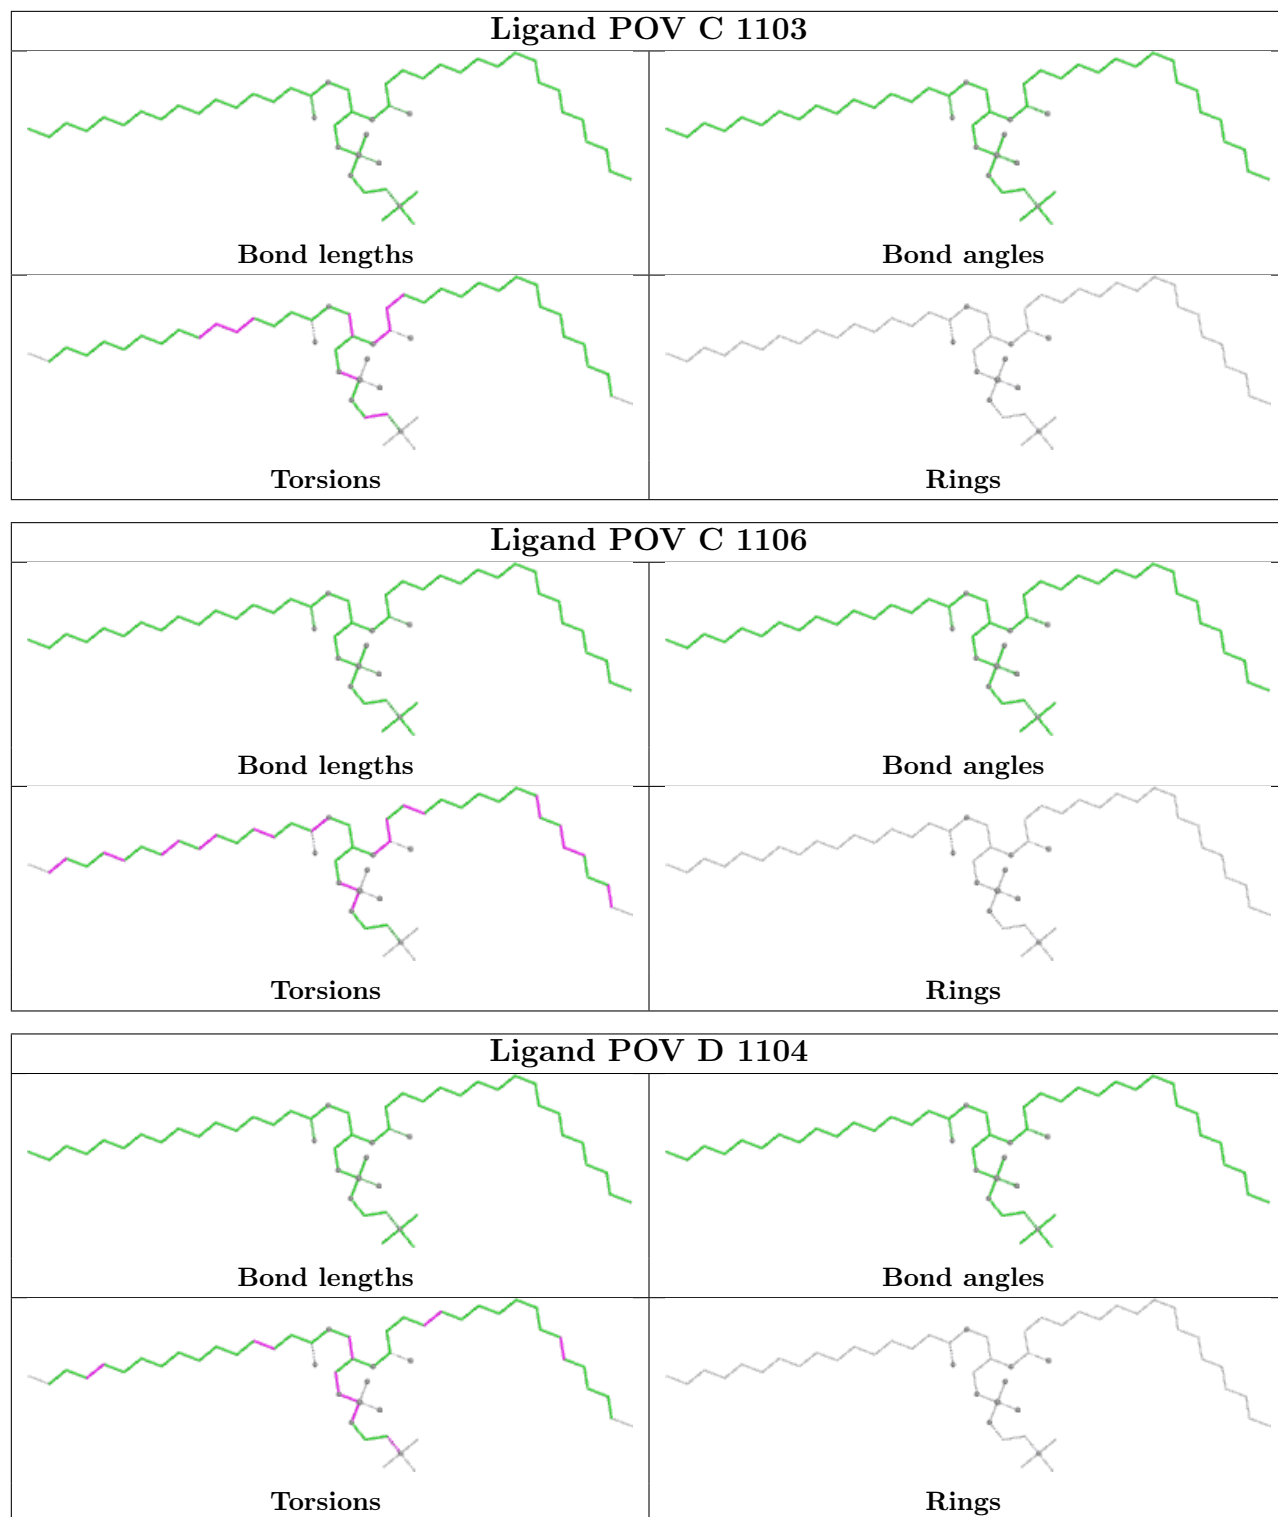 Ligand POV C 1103
Bond lengths
Bond angles
Torsions
Rings
Ligand POV C 1106
Bond lengths
Bond angles
Torsions
Rings
Ligand POV D 1104
Bond lengths
Bond angles
Torsions
Rings